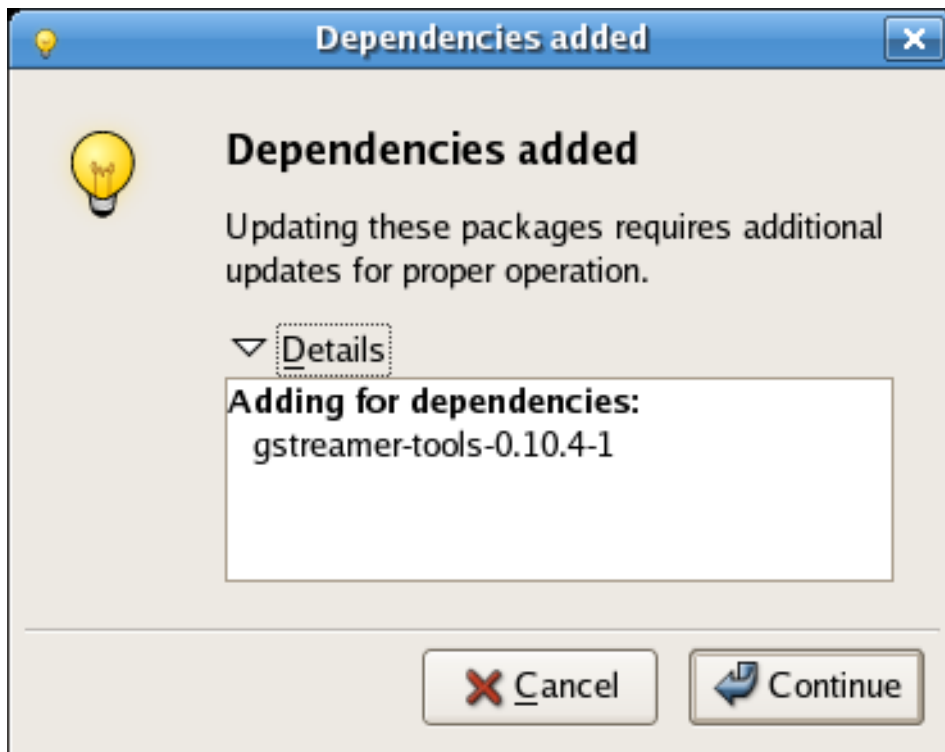 Dependencies added
Dependencies added
Updating these packages requires additional
updates for proper operation.
Details
Adding for dependencies:
gstreamer-tools-0.10.4-1
Cancel
Continue